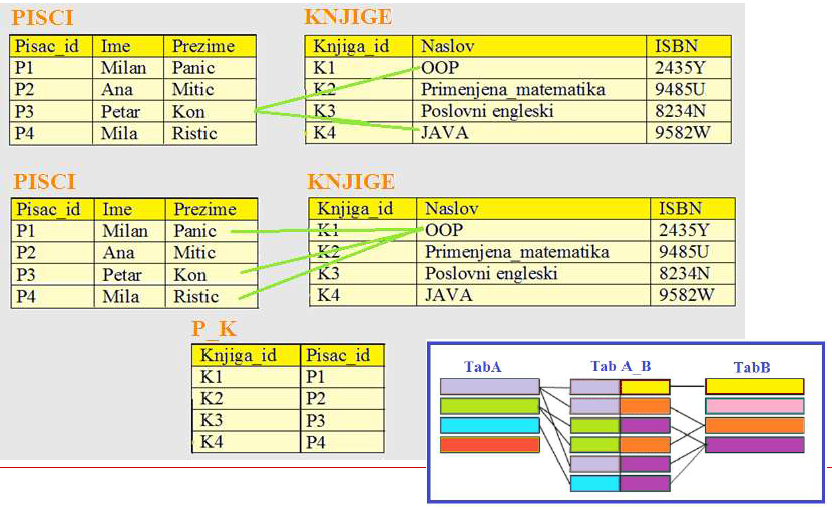 PISCI KNJIGE
Pisac_id Ime Prezime Knjiga_id Naslov ISBN
P1 Milan Panic K1 OOP 2435Y
P2 Ana Mitic K2 Primenjena_matematika 9485U
P3 Petar Kon K3 Poslovni engleski 8234N
P4 Mila Ristic K4 JAVA 9582W
PISCI KNJIGE
Pisac_id Ime Prezime Knjiga_id Naslov ISBN
P1 Milan Panic K1 OOP 2435Y
P2 Ana Mitic K2 Primenjena_matematika 9485U
P3 Petar Kon K3 Poslovni engleski 8234N
P4 Mila Ristic K4 JAVA 9582W
P_K
Knjiga_id Pisac_id
K1 P1
K2 P2
K3 P3
K4 P4
TabA Tab A_B TabB